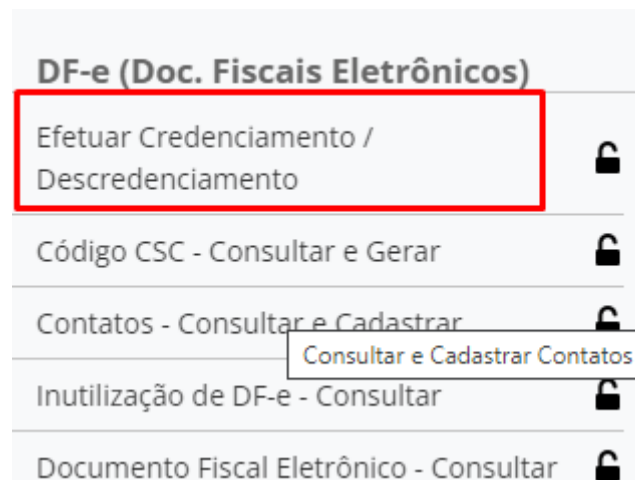 DF-e (Doc. Fiscais Eletrônicos)
Efetuar Credenciamento /
Descredenciamento
Código CSC - Consultar e Gerar
Contatos - Consultar e Cadastrar
Consultar e Cadastrar Contatos
Inutilização de DF-e - Consultar
Documento Fiscal Eletrônico - Consultar